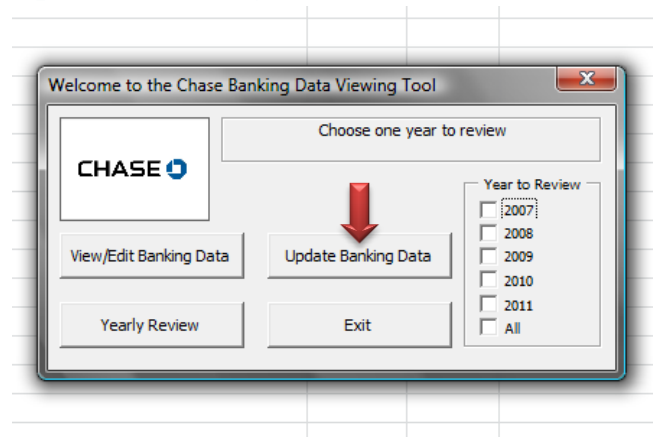 Welcome to the Chase Banking Data Viewing Tool
X
CHASE
Choose one year to review
View/Edit Banking Data
Update Banking Data
Yearly Review
Exit
Year to Review
2007
2008
2009
2010
2011
All